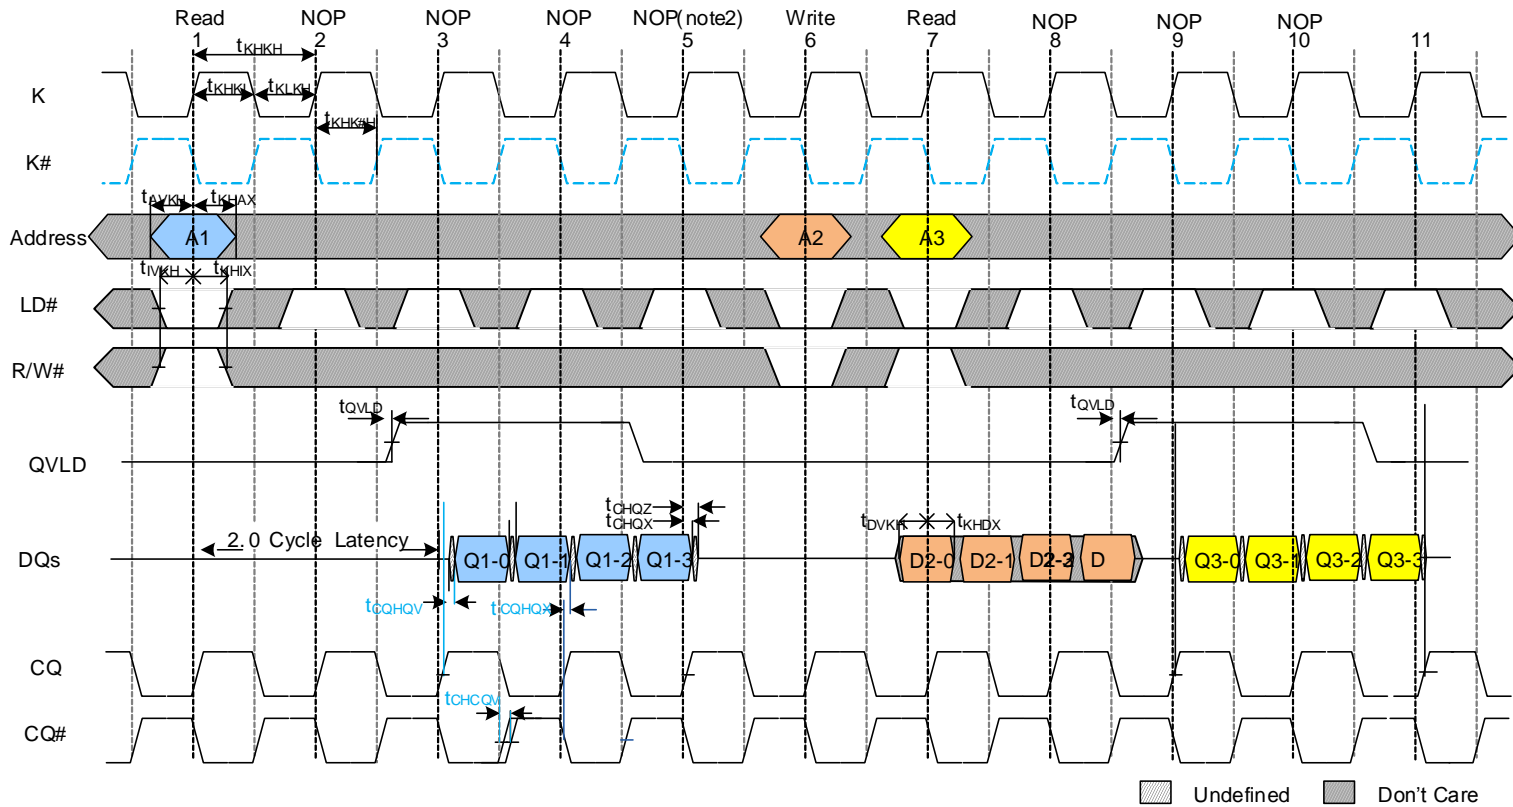 Read NOP NOP NOP NOP(note2) Write Read NOP NOP NOP
1 2 3 4 5 6 7 8 9 10 11
tKHKH
K
tKHKL tKLKH
tKHK#H
K#
tAVKH tKHAX
Address A1 A2 A3
tIVKH tKHIX
LD#
R/W#
tQVLD tQVLD
QVLD
tCHQZ
tCHQX
tDVKH tKHDX
2.0 Cycle Latency
DQs Q1-0 Q1-1 Q1-2 Q1-3 D2-0 D2-1 D Q3-0 Q3-1 Q3-2 Q3-3
tCQHQV tCQHQX
CQ
tCHCQV
CQ#
Undefined Don't Care